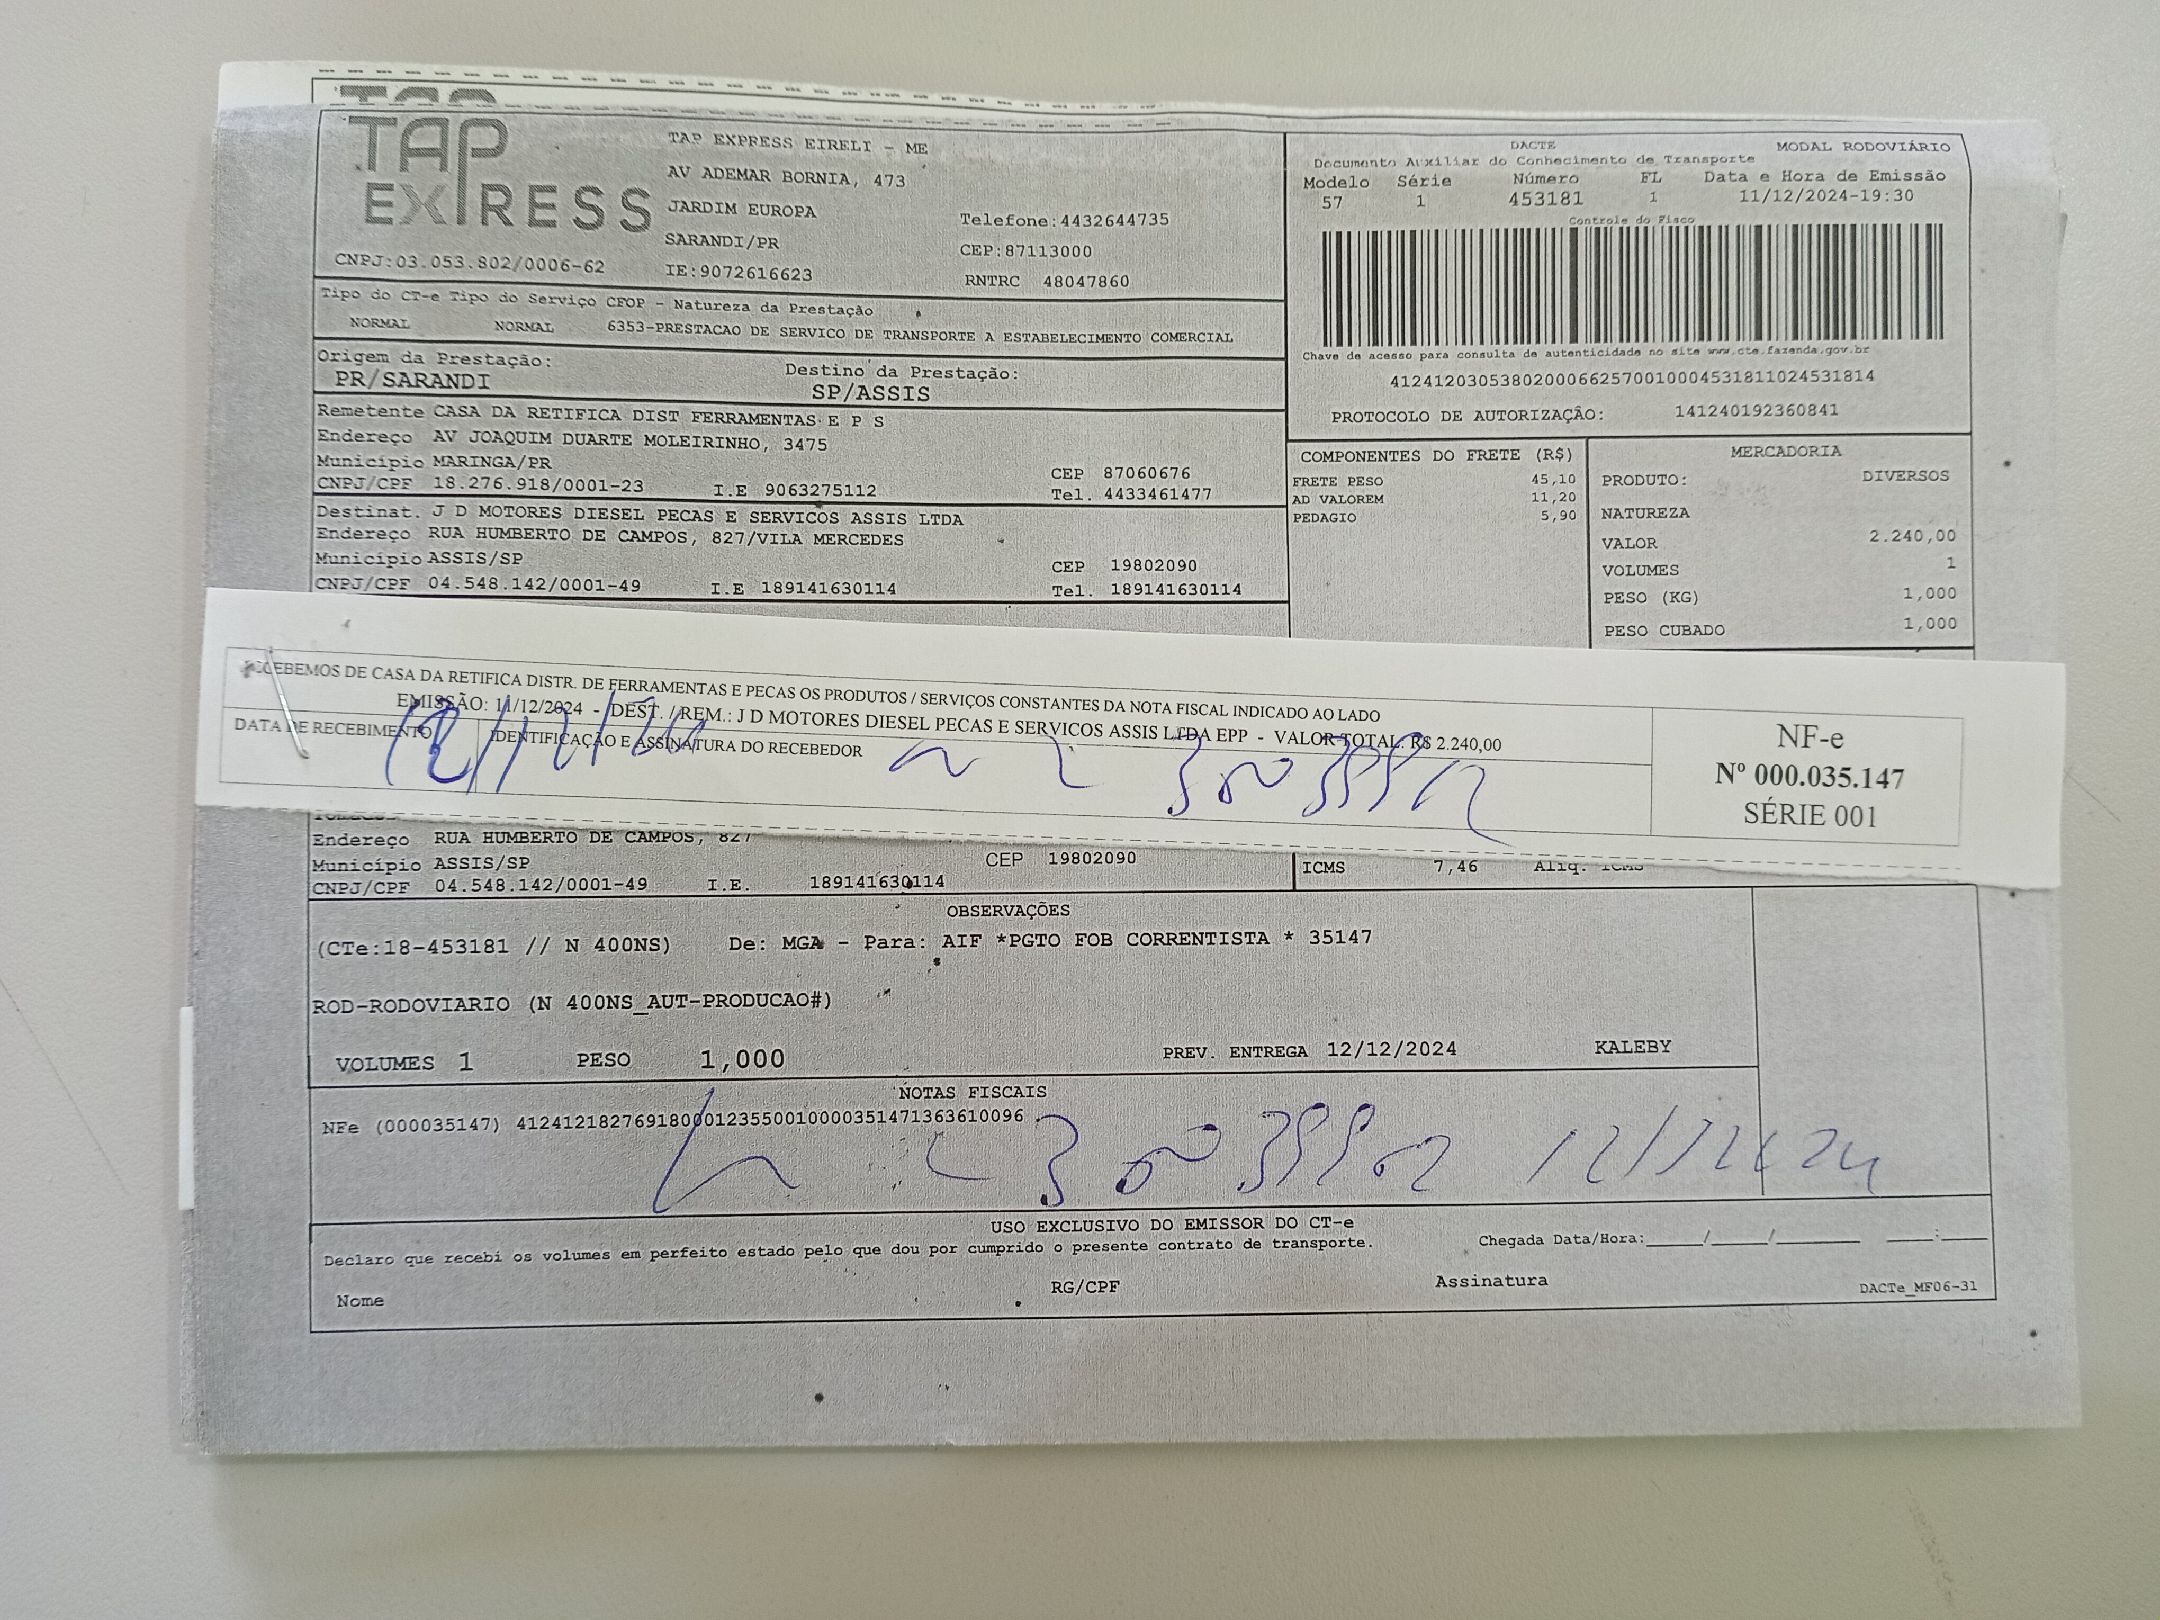 TAP EXPRESS
TAP EXPRESS EIRELI - ME
AV ADEMAR BORNIA, 473
JARDIM EUROPA
SARANDI/PR
IE:9072616623
CNPJ:03.053.802/0006-62
Telefone:4432644735
CEP:87113000
RNTRC 48047860
DACTE
MODAL RODOVIÁRIO
Documento Auxiliar do Conhecimento de Transporte
Modelo Série Número FL Data e Hora de Emissão
57 1 453181 1 11/12/2024-19:30
Controle do Fisco
Chave de acesso para consulta de autenticidade no site www.cte.fazenda.gov.br
41241203053802000662570010004531811024531814
PROTOCOLO DE AUTORIZAÇÃO: 141240192360841
Tipo do CT-e Tipo do Serviço CFOP - Natureza da Prestação
NORMAL NORMAL 6353-PRESTACAO DE SERVICO DE TRANSPORTE A ESTABELECIMENTO COMERCIAL
Origem da Prestação: Destino da Prestação:
PR/SARANDI SP/ASSIS
Remetente CASA DA RETIFICA DIST FERRAMENTAS E P S
Endereço AV JOAQUIM DUARTE MOLEIRINHO, 3475
Município MARINGA/PR CEP 87060676
CNPJ/CPF 18.276.918/0001-23 I.E 9063275112 Tel. 4433461477
Destinat. J D MOTORES DIESEL PECAS E SERVICOS ASSIS LTDA
Endereço RUA HUMBERTO DE CAMPOS, 827/VILA MERCEDES
Município ASSIS/SP CEP 19802090
CNPJ/CPF 04.548.142/0001-49 I.E 189141630114 Tel. 189141630114
COMPONENTES DO FRETE (R$)
FRETE PESO 45,10
AD VALOREM 11,20
PEDAGIO 5,90
MERCADORIA
PRODUTO: DIVERSOS
NATUREZA
VALOR 2.240,00
VOLUMES 1
PESO (KG) 1,000
PESO CUBADO 1,000
RECEBEMOS DE CASA DA RETIFICA DISTR. DE FERRAMENTAS E PECAS OS PRODUTOS / SERVIÇOS CONSTANTES DA NOTA FISCAL INDICADO AO LADO
EMISSÃO: 11/12/2024 - DEST. / REM.: J D MOTORES DIESEL PECAS E SERVICOS ASSIS LTDA EPP - VALOR TOTAL: R$ 2.240,00
DATA DE RECEBIMENTO IDENTIFICAÇÃO E ASSINATURA DO RECEBEDOR
NF-e
Nº 000.035.147
SÉRIE 001
Endereço RUA HUMBERTO DE CAMPOS, 827
Município ASSIS/SP CEP 19802090
CNPJ/CPF 04.548.142/0001-49 I.E. 189141630114
ICMS 7,46 Aliq. ICMS
OBSERVAÇÕES
(CTe:18-453181 // N 400NS) De: MGA - Para: AIF *PGTO FOB CORRENTISTA * 35147
ROD-RODOVIARIO (N 400NS_AUT-PRODUCAO#)
VOLUMES 1 PESO 1,000 PREV. ENTREGA 12/12/2024 KALEBY
NOTAS FISCAIS
NFe (000035147) 41241218276918000123550010000351471363610096
12/12/24
USO EXCLUSIVO DO EMISSOR DO CT-e
Declaro que recebi os volumes em perfeito estado pelo que dou por cumprido o presente contrato de transporte.
Chegada Data/Hora:____/____/______ ___:___
Nome RG/CPF Assinatura
DACTe_MF06-31